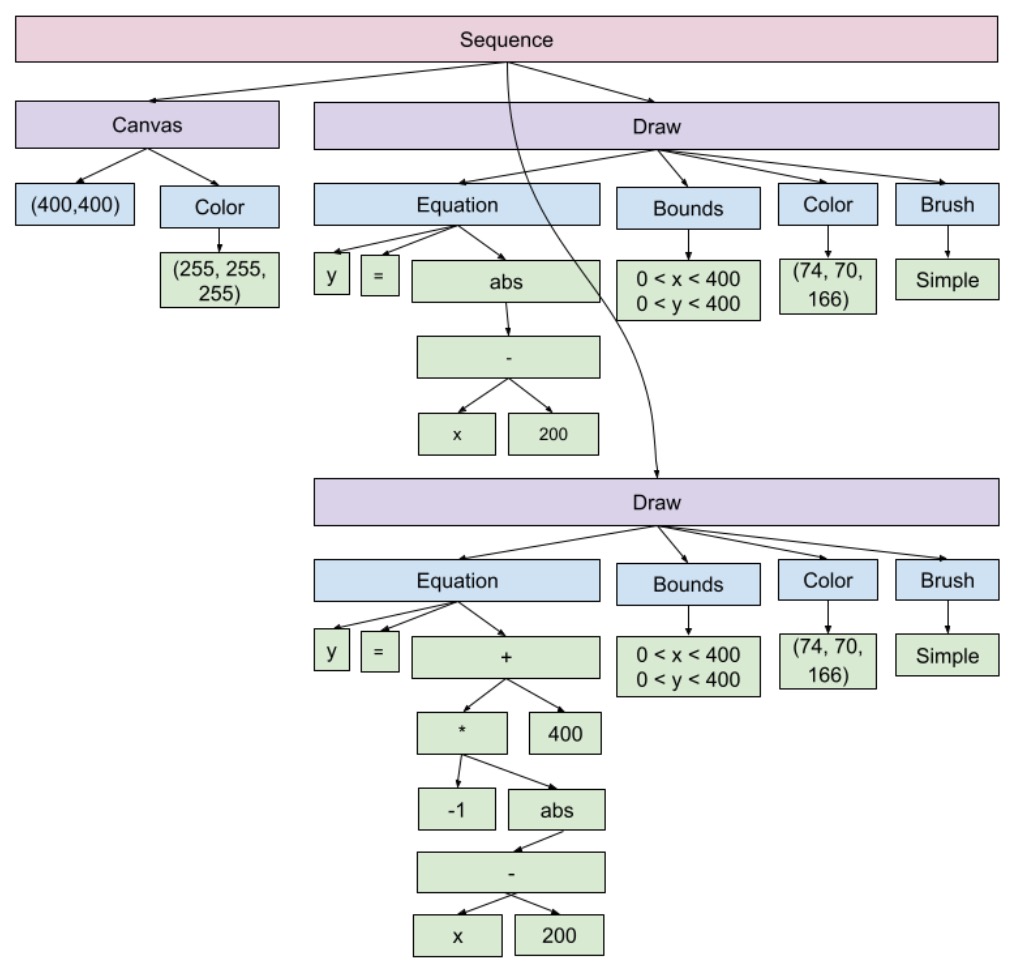 Sequence
Canvas
Draw
(400,400)
Color
Equation
Bounds
Color
Brush
(255, 255,
255)
y
=
abs
0 < x < 400
0 < y < 400
(74, 70,
166)
Simple
-
x
200
Draw
Equation
Bounds
Color
Brush
y
=
+
0 < x < 400
0 < y < 400
(74, 70,
166)
Simple
*
400
-1
abs
-
x
200